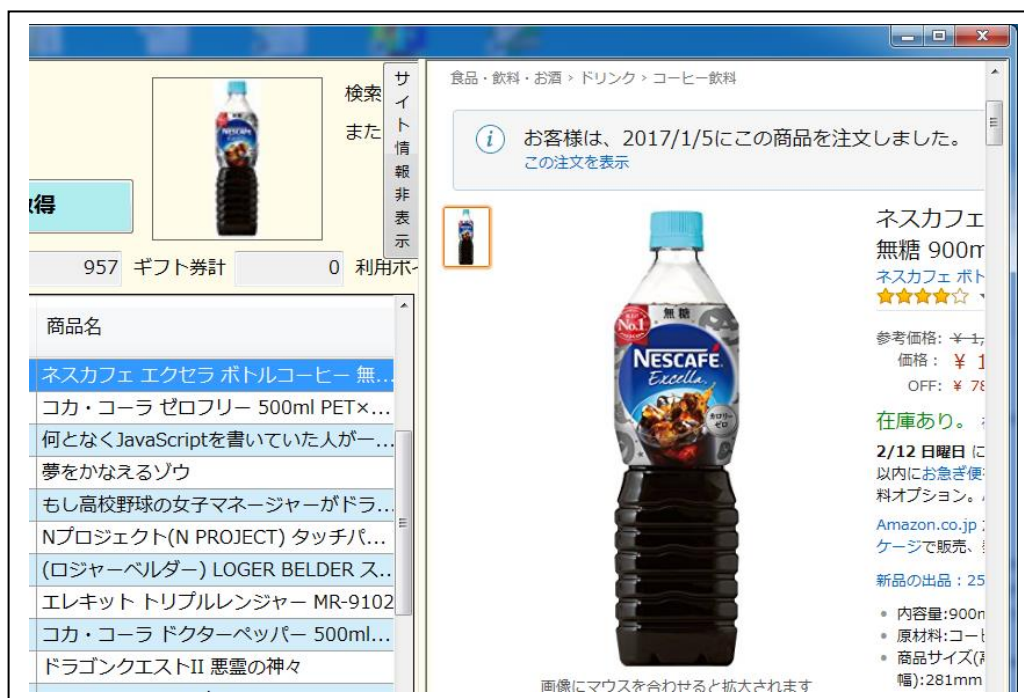 検索
また
サイト情報非表示
得
957 ギフト券計 0 利用ポイ
商品名
ネスカフェ エクセラ ボトルコーヒー 無...
コカ・コーラ ゼロフリー 500ml PET×...
何となくJavaScriptを書いていた人が一...
夢をかなえるゾウ
もし高校野球の女子マネージャーがドラ...
Nプロジェクト(N PROJECT) タッチパ...
(ロジャーベルダー) LOGER BELDER ス...
エレキット トリプルレンジャー MR-9102
コカ・コーラ ドクターペッパー 500ml...
ドラゴンクエストII 悪霊の神々
食品・飲料・お酒 › ドリンク › コーヒー飲料
お客様は、2017/1/5にこの商品を注文しました。
この注文を表示
無糖
No.1
NESCAFÉ
Excella
カロリー
ゼロ
画像にマウスを合わせると拡大されます
ネスカフェ
無糖 900m
ネスカフェ ボト
参考価格: ¥ 1,
価格: ¥ 1
OFF: ¥ 78
在庫あり。
2/12 日曜日 に
以内にお急ぎ便
料オプション。
Amazon.co.jp
ケージで販売、
新品の出品：25
内容量:900m
原材料:コーヒ
商品サイズ(高
幅):281mm